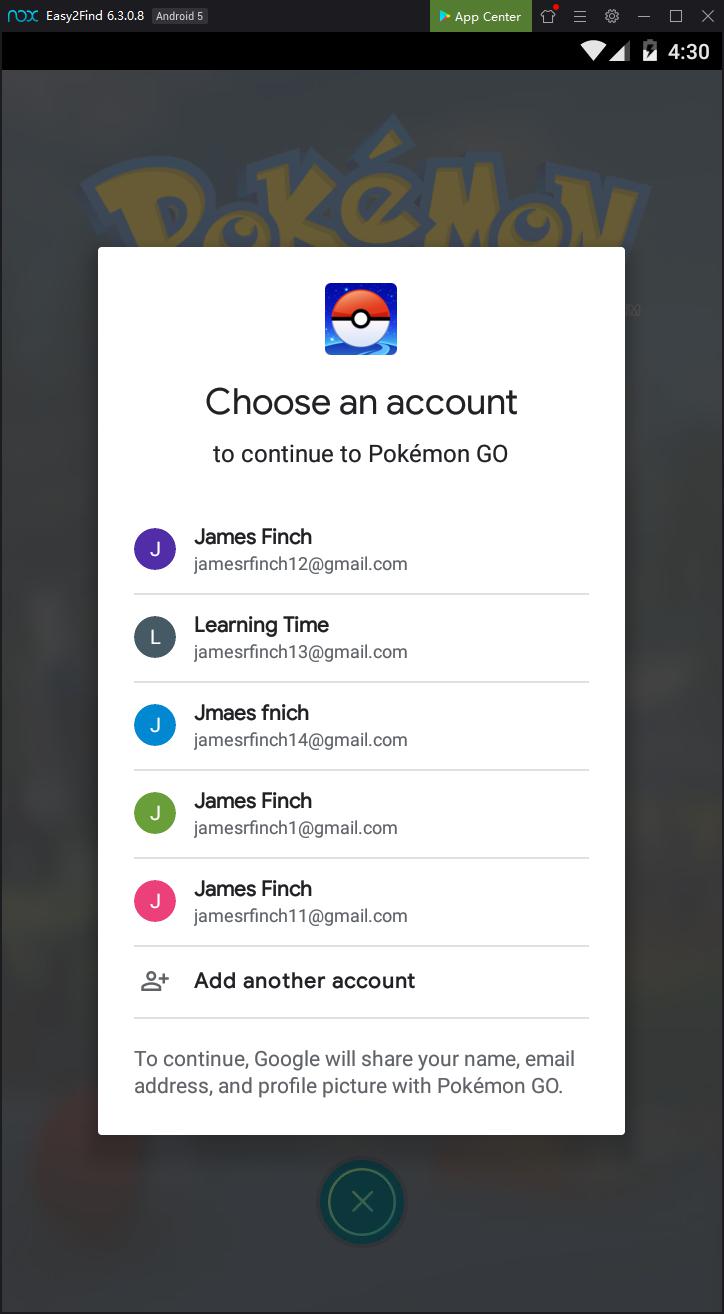 nox Easy2Find 6.3.0.8 Android 5 App Center
4:30
POKÉMON
Choose an account
to continue to Pokémon GO
J James Finch
jamesrfinch12@gmail.com
L Learning Time
jamesrfinch13@gmail.com
J Jmaes fnich
jamesrfinch14@gmail.com
J James Finch
jamesrfinch1@gmail.com
J James Finch
jamesrfinch11@gmail.com
Add another account
To continue, Google will share your name, email
address, and profile picture with Pokémon GO.